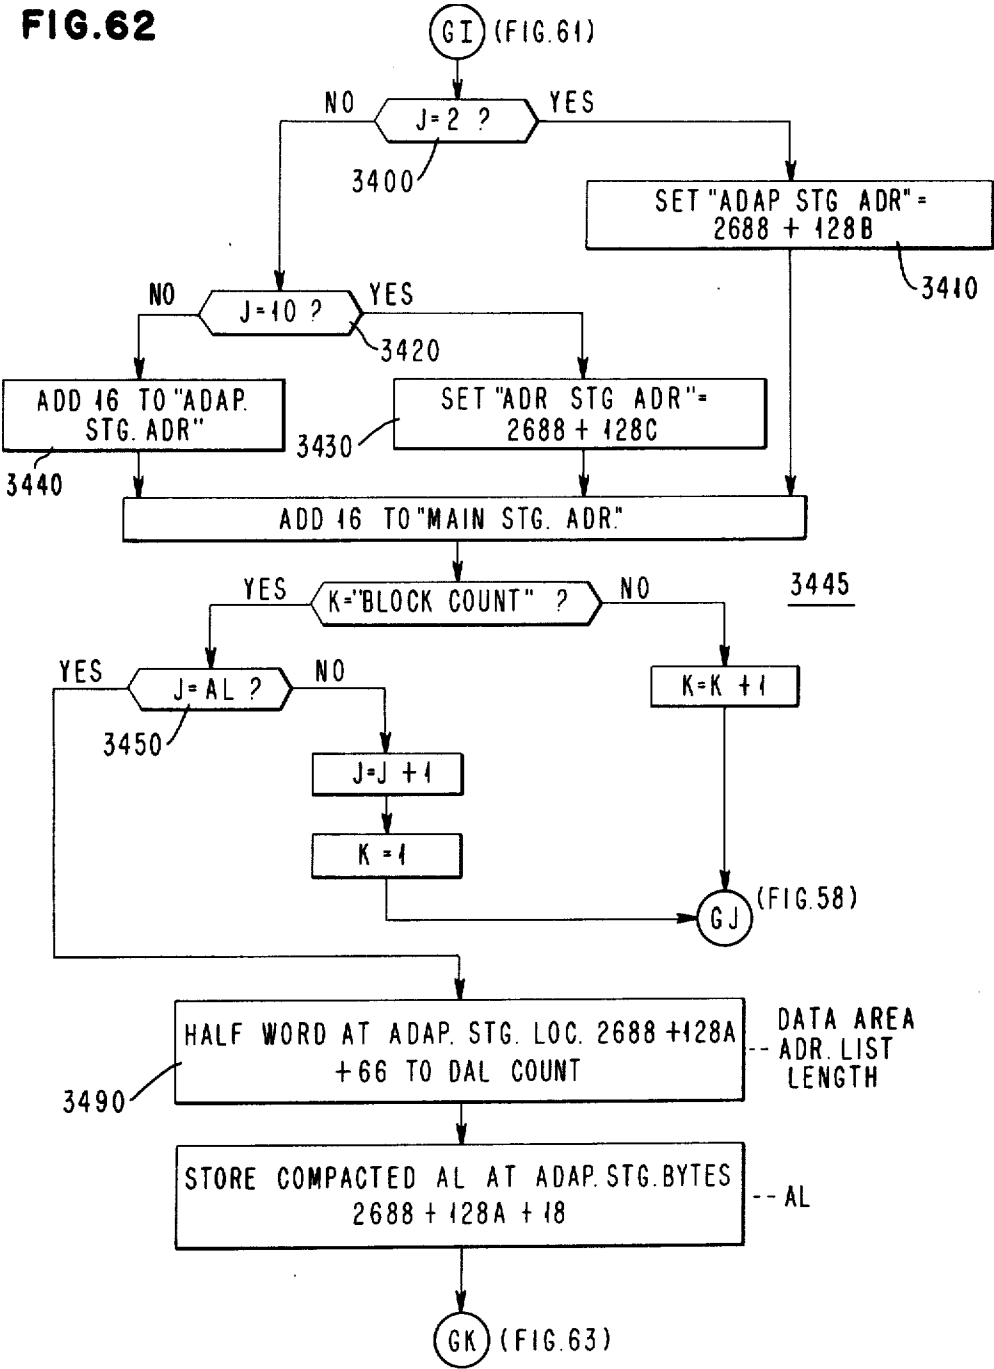 FIG.62
GI (FIG.61)
NO
YES
J=2 ?
3400
SET "ADAP STG ADR"=
2688 + 128B
3410
NO
YES
J=10 ?
3420
ADD 16 TO "ADAP.
STG. ADR"
3440
SET "ADR STG ADR"=
2688 + 128C
3430
ADD 16 TO "MAIN STG. ADR."
3445
YES
NO
K="BLOCK COUNT" ?
YES
NO
J=AL ?
3450
K=K +1
J=J +1
K =1
GJ
(FIG.58)
HALF WORD AT ADAP. STG. LOC. 2688 +128A
+66 TO DAL COUNT
3490
DATA AREA
ADR. LIST
LENGTH
STORE COMPACTED AL AT ADAP. STG. BYTES
2688 + 128A + 18
AL
GK (FIG.63)